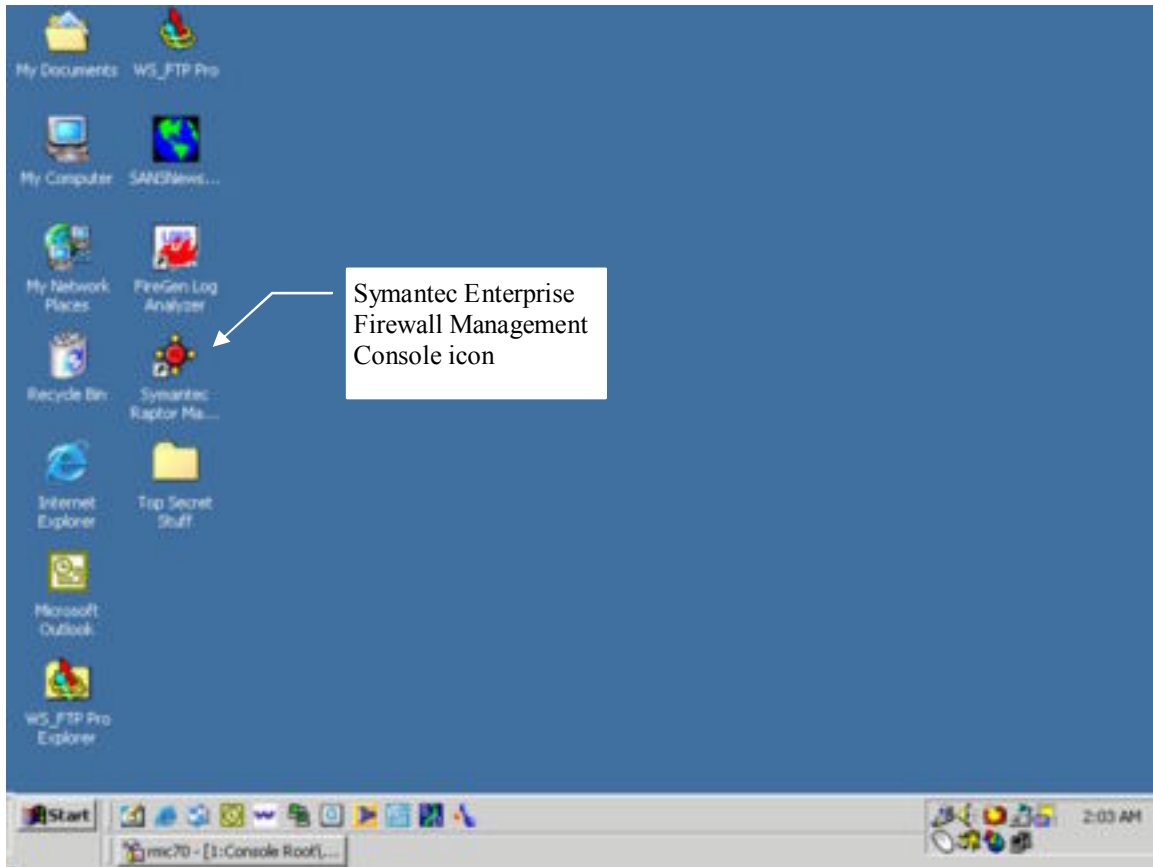 My Documents
WS_FTP Pro
My Computer
SANSNews...
My Network
Places
FireGen Log
Analyzer
Symantec Enterprise
Firewall Management
Console icon
Recycle Bin
Symantec
Raptor Ma...
Internet
Explorer
Top Secret
Stuff
Microsoft
Outlook
WS_FTP Pro
Explorer
Start
2:03 AM
rmc70 - [1:Console Root\...